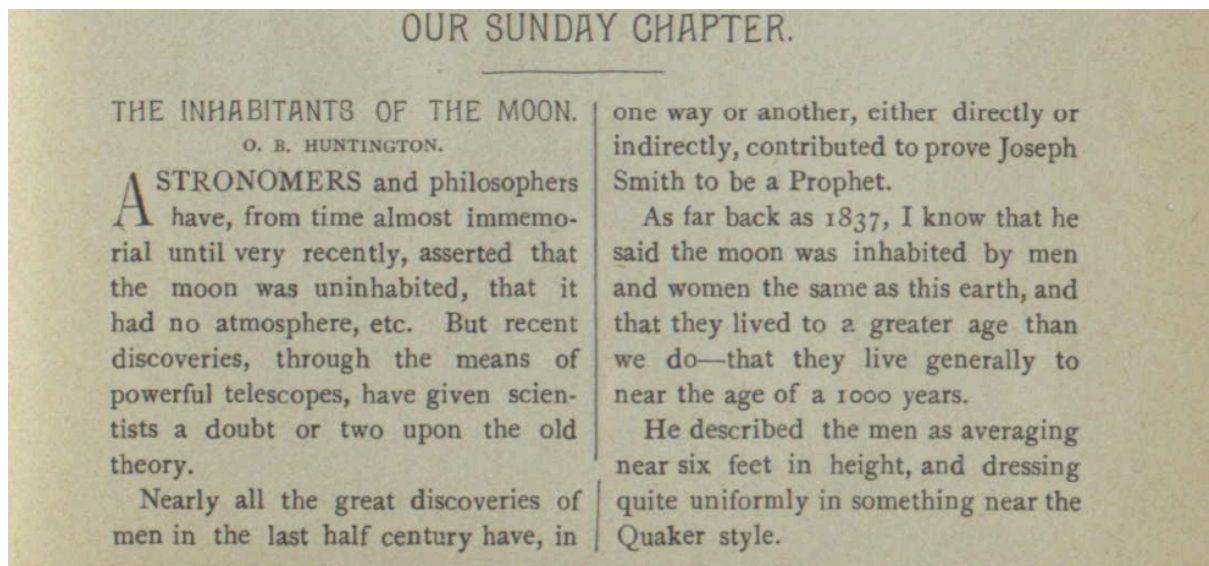 OUR SUNDAY CHAPTER.
THE INHABITANTS OF THE MOON.
O. B. HUNTINGTON.
ASTRONOMERS and philosophers
have, from time almost immemo-
rial until very recently, asserted that
the moon was uninhabited, that it
had no atmosphere, etc. But recent
discoveries, through the means of
powerful telescopes, have given scien-
tists a doubt or two upon the old
theory.
Nearly all the great discoveries of
men in the last half century have, in
one way or another, either directly or
indirectly, contributed to prove Joseph
Smith to be a Prophet.
As far back as 1837, I know that he
said the moon was inhabited by men
and women the same as this earth, and
that they lived to a greater age than
we do—that they live generally to
near the age of a 1000 years.
He described the men as averaging
near six feet in height, and dressing
quite uniformly in something near the
Quaker style.